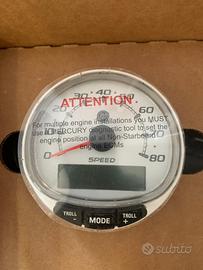 ATTENTION
For multiple engine installations you MUST
use MERCURY diagnostic tool to set the
engine position at all Non-Starboard
engine ECMs
20
30
40
50
60
70
80
0
SPEED
TROLL
-
MODE
TROLL
+
subito